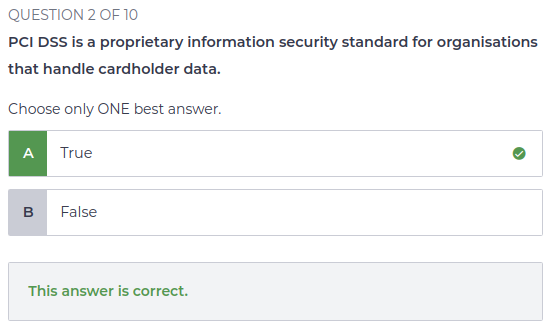 QUESTION 2 OF 10
PCI DSS is a proprietary information security standard for organisations
that handle cardholder data.
Choose only ONE best answer.
A True
B False
This answer is correct.